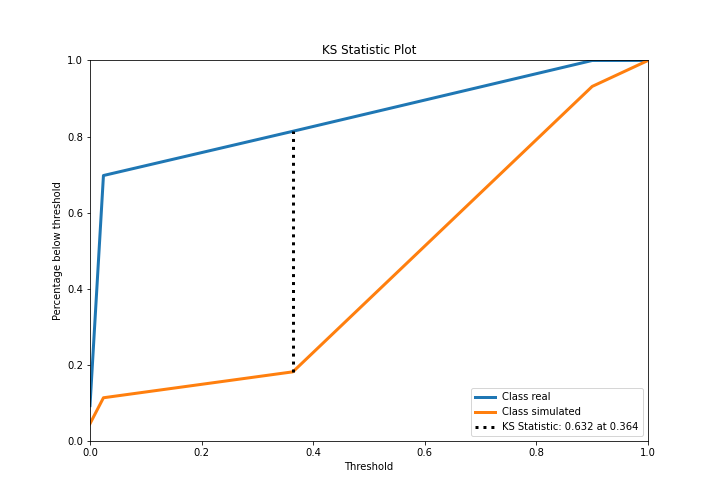 KS Statistic Plot
Percentage below threshold
1.0
0.8
0.6
0.4
0.2
0.0
0.0 0.2 0.4 0.6 0.8 1.0
Threshold
Class real
Class simulated
KS Statistic: 0.632 at 0.364